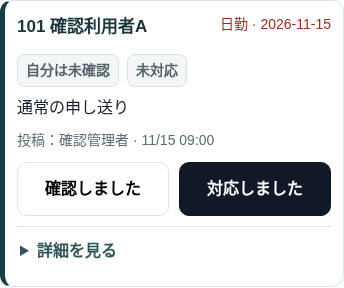 101 確認利用者A 日勤 · 2026-11-15
自分は未確認 未対応
通常の申し送り
投稿：確認管理者 · 11/15 09:00
確認しました 対応しました
▶ 詳細を見る